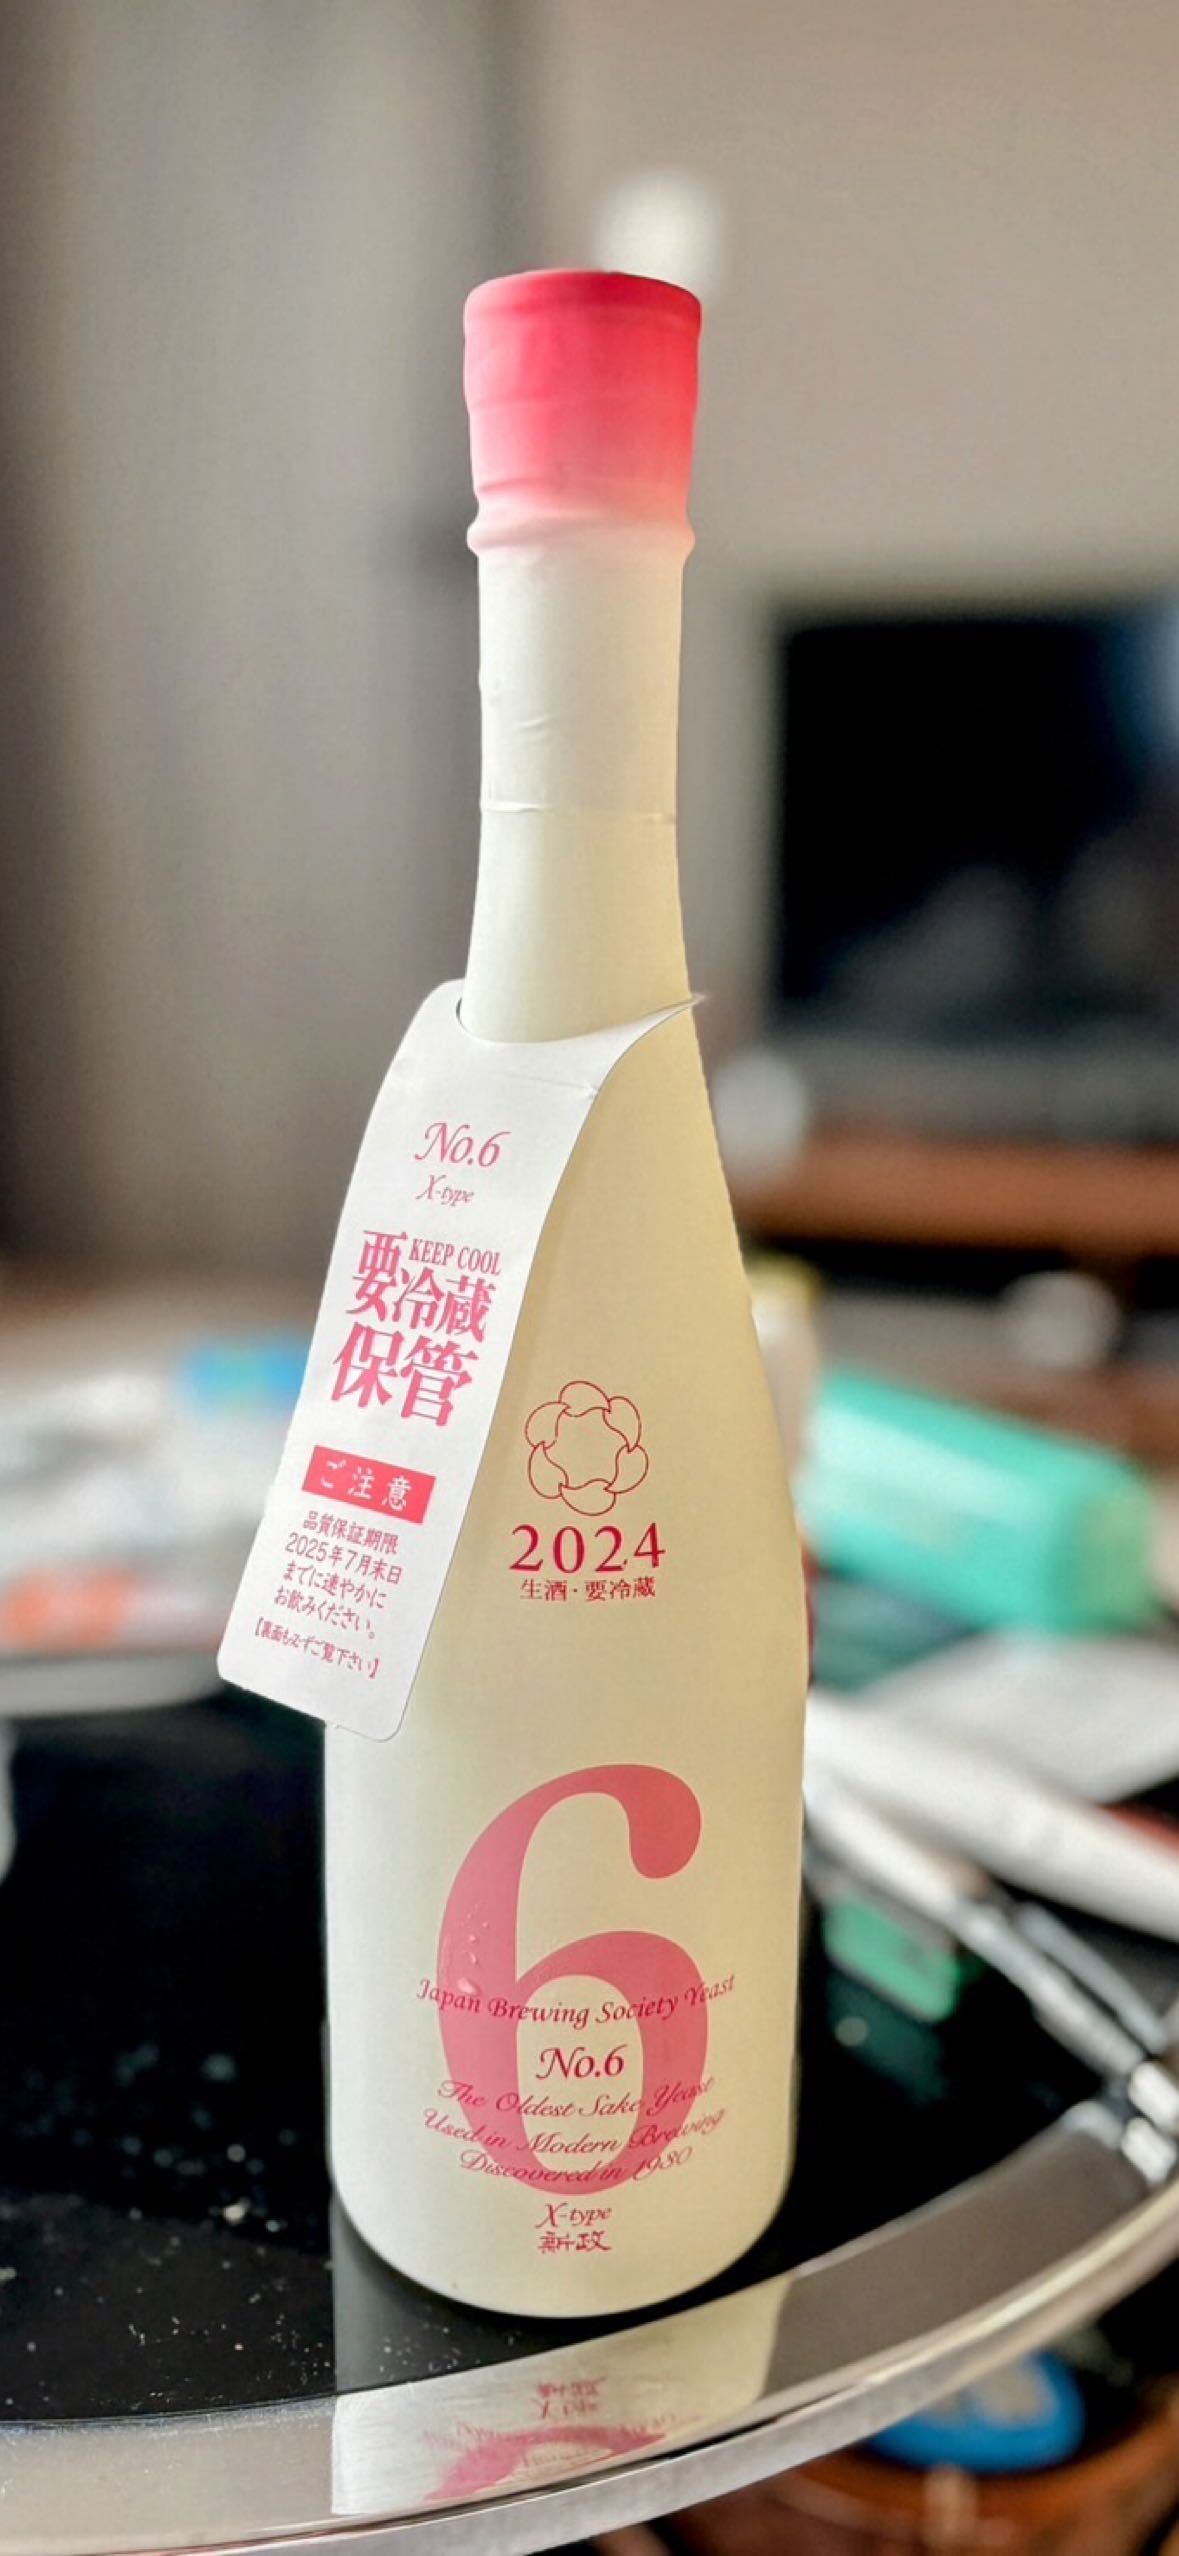 No.6
X-type
KEEP COOL
要冷蔵
保管
ご注意
品質保証期限
2025年7月末日
までに速やかに
お飲みください。
【裏面も必ずご覧下さい】
2024
生酒・要冷蔵
6
Japan Brewing Society Yeast
No.6
The Oldest Sake Yeast
Used in Modern Brewing
Discovered in 1930
X-type
新政